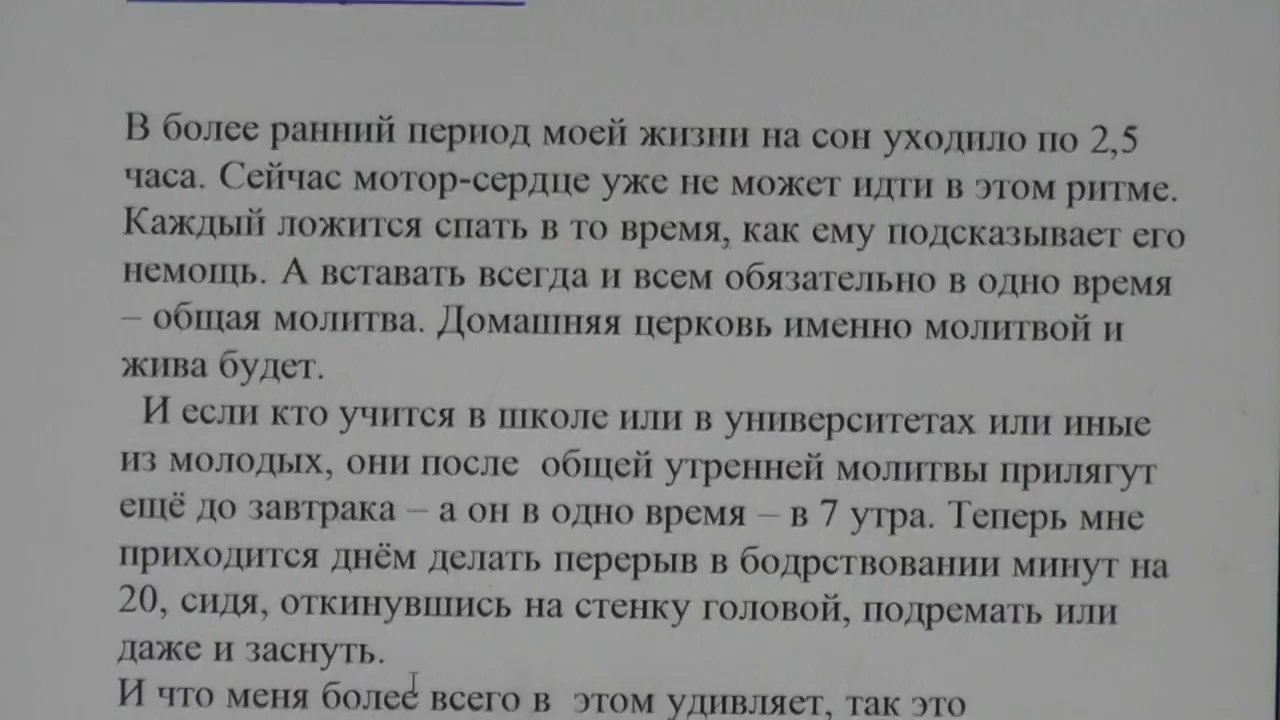 В более ранний период моей жизни на сон уходило по 2,5
часа. Сейчас мотор-сердце уже не может идти в этом ритме.
Каждый ложится спать в то время, как ему подсказывает его
немощь. А вставать всегда и всем обязательно в одно время
– общая молитва. Домашняя церковь именно молитвой и
жива будет.
И если кто учится в школе или в университетах или иные
из молодых, они после общей утренней молитвы прилягут
ещё до завтрака – а он в одно время – в 7 утра. Теперь мне
приходится днём делать перерыв в бодрствовании минут на
20, сидя, откинувшись на стенку головой, подремать или
даже и заснуть.
И что меня более всего в этом удивляет, так это